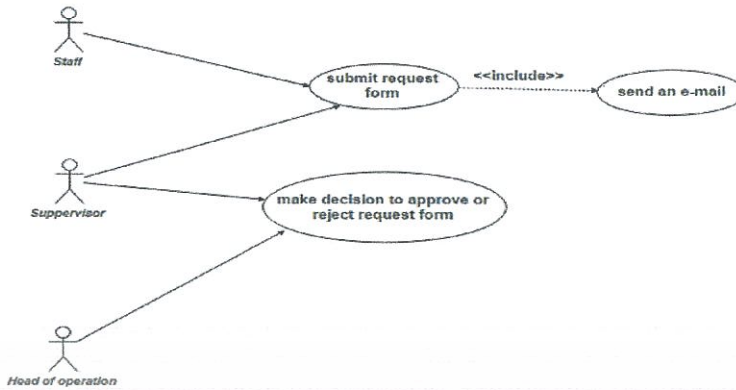 Staff
submit request
form
<<include>>
send an e-mail
Suppervisor
make decision to approve or
reject request form
Head of operation